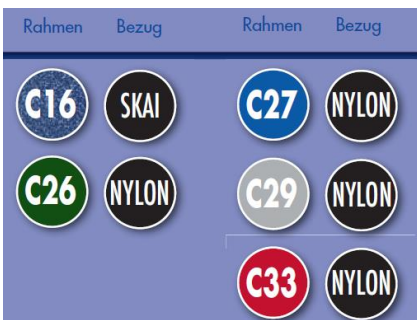 Rahmen Bezug Rahmen Bezug
C16 SKAI C27 NYLON
C26 NYLON C29 NYLON
C33 NYLON